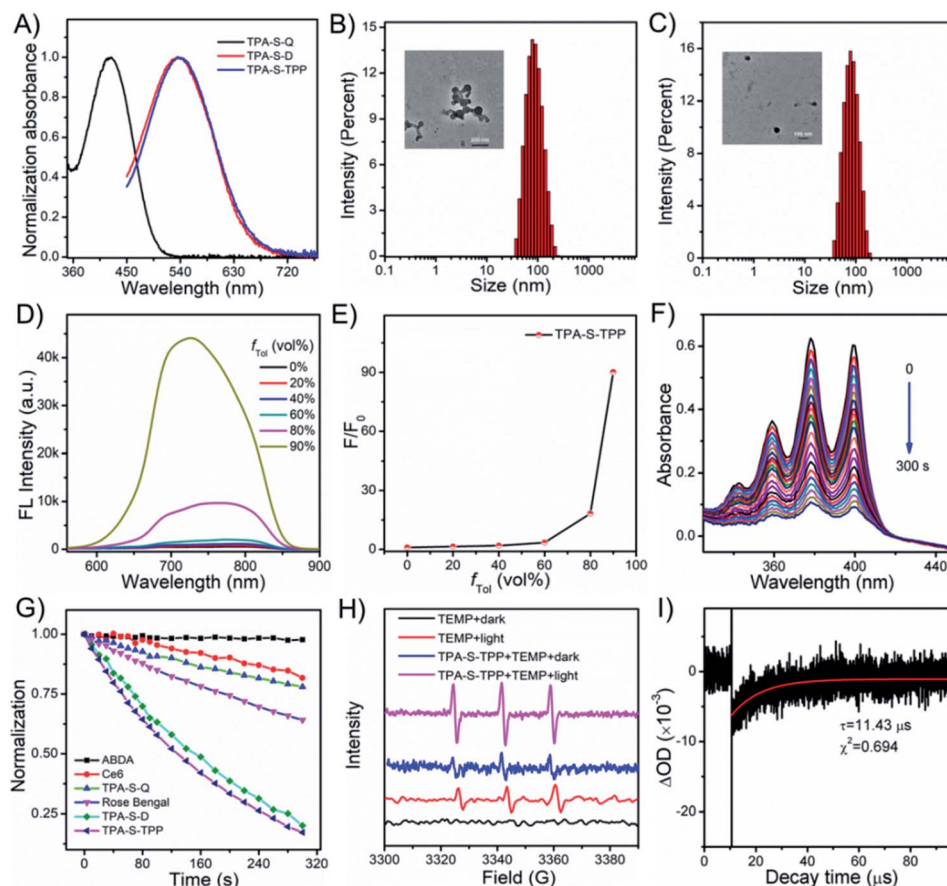 A)
TPA-S-Q
TPA-S-D
TPA-S-TPP
Normalization absorbance
1.0
0.8
0.6
0.4
0.2
0.0
360 450 540 630 720
Wavelength (nm)
B)
Intensity (Percent)
15
12
9
6
3
0
0.1 1 10 100 1000
Size (nm)
C)
Intensity (Percent)
16
12
8
4
0
0.1 1 10 100 1000
Size (nm)
D)
FL Intensity (a.u.)
40k
30k
20k
10k
0
fTol (vol%)
0%
20%
40%
60%
80%
90%
600 700 800 900
Wavelength (nm)
E)
TPA-S-TPP
F/F0
90
60
30
0
0 20 40 60 80 100
fTol (vol%)
F)
Absorbance
0.6
0.4
0.2
0.0
0
300 s
360 400 440
Wavelength (nm)
G)
Normalization
1.00
0.75
0.50
0.25
ABDA
Ce6
TPA-S-Q
Rose Bengal
TPA-S-D
TPA-S-TPP
0 80 160 240 320
Time (s)
H)
TEMP+dark
TEMP+light
TPA-S-TPP+TEMP+dark
TPA-S-TPP+TEMP+light
Intensity
3300 3330 3360 3390
Field (G)
I)
ΔOD (×10-3)
0
-10
-20
τ=11.43 μs
χ2=0.694
0 20 40 60 80
Decay time (μs)